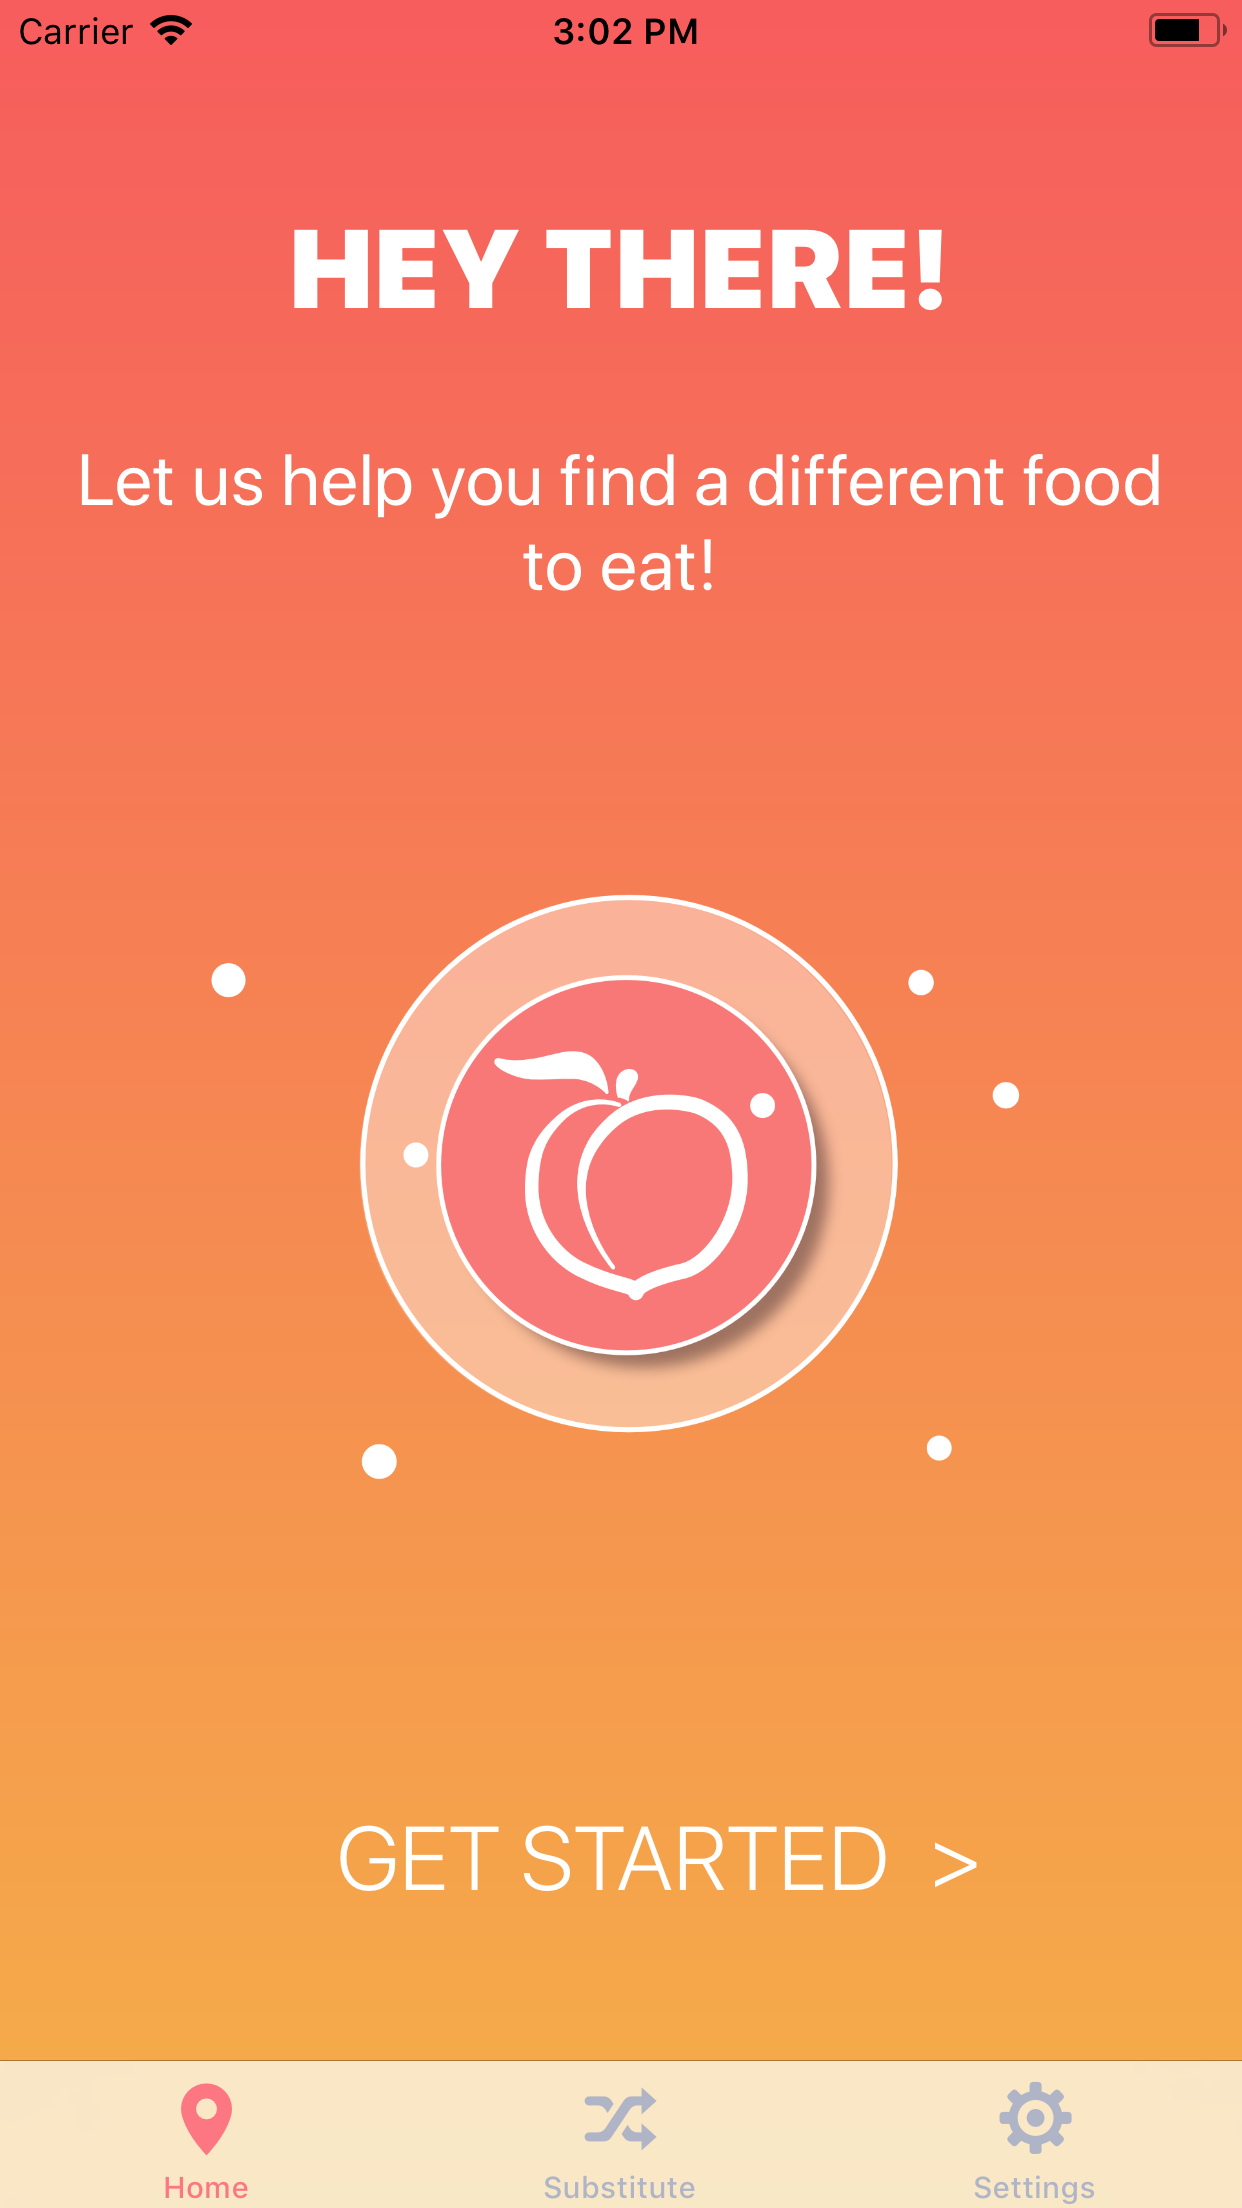 Carrier 3:02 PM
HEY THERE!
Let us help you find a different food
to eat!
GET STARTED >
Home Substitute Settings